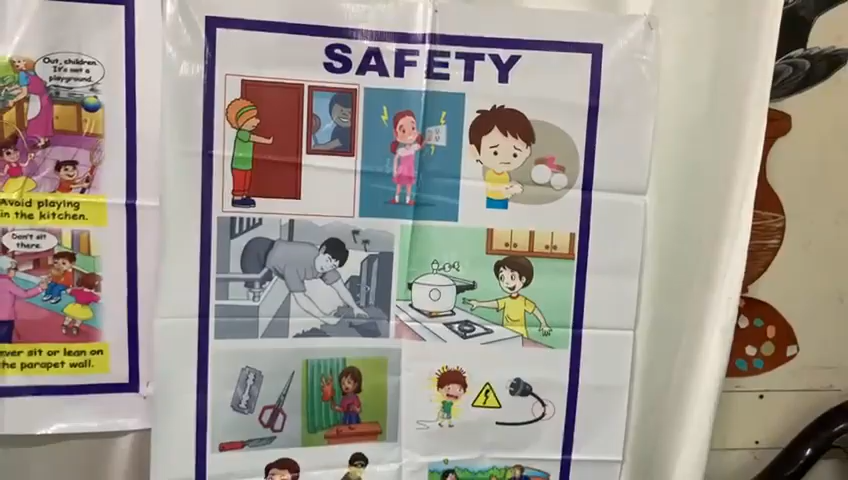 Out, children.
It's not a
playground.
Avoid playing
in the kitchen.
Don't sit
there.
ever sit or lean on
the parapet wall.
SAFETY